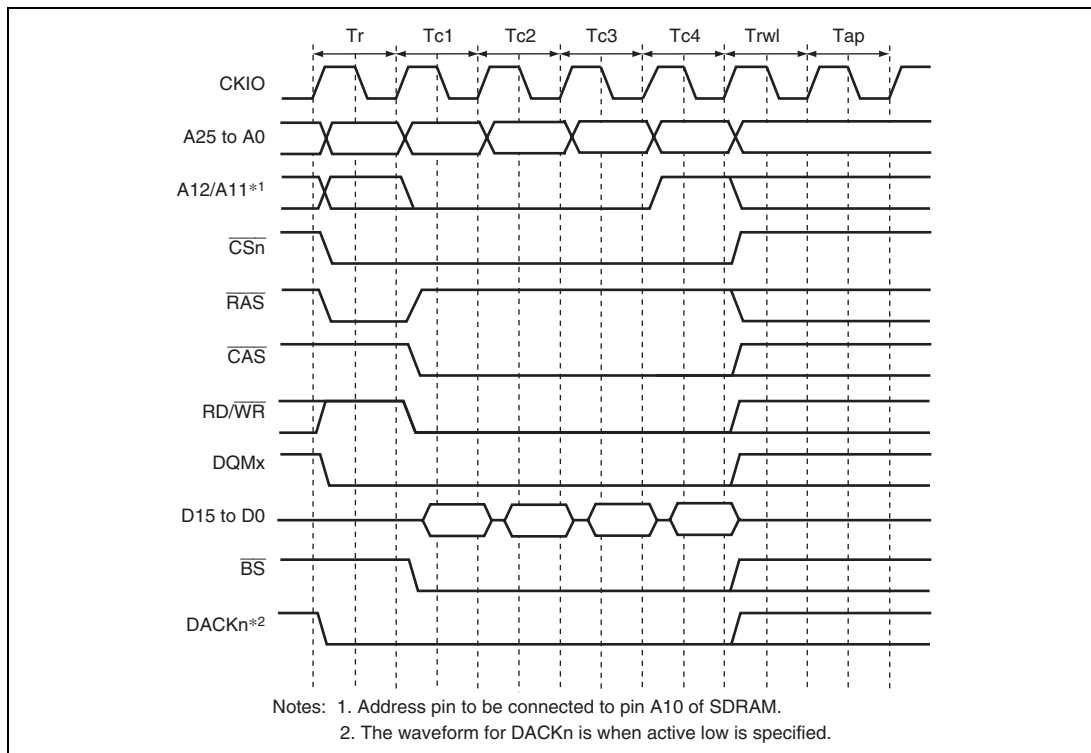 Tr Tc1 Tc2 Tc3 Tc4 Trwl Tap
CKIO
A25 to A0
A12/A11*1
CSn
RAS
CAS
RD/WR
DQMx
D15 to D0
BS
DACKn*2
Notes: 1. Address pin to be connected to pin A10 of SDRAM.
2. The waveform for DACKn is when active low is specified.